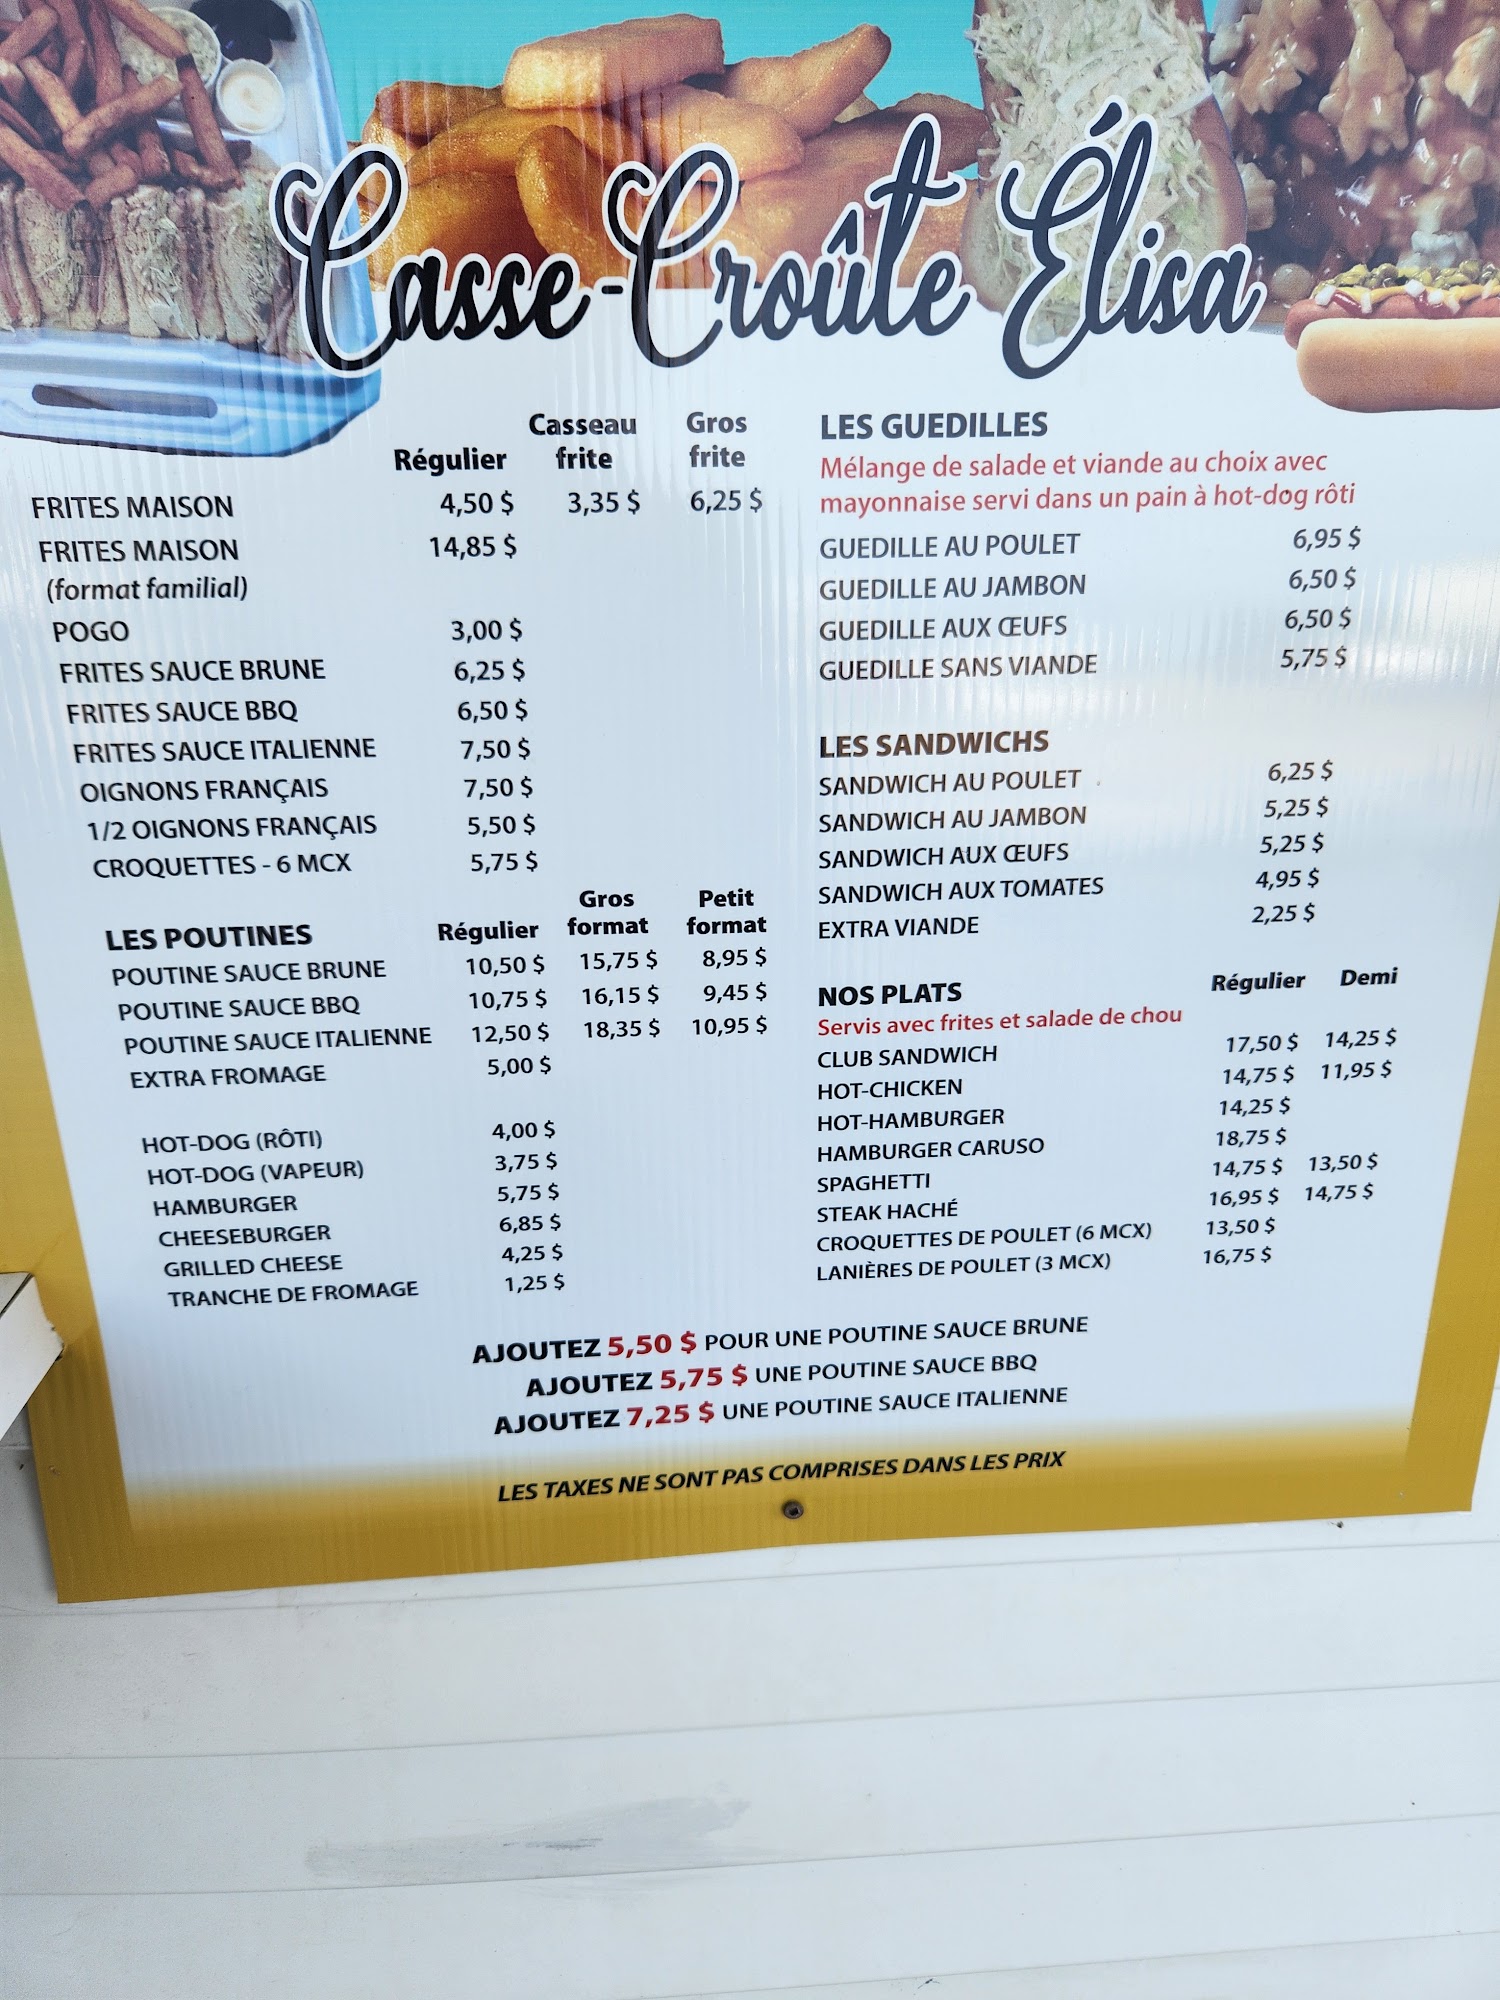 Casse-Croûte Élisa
Régulier Casseau frite Gros frite
FRITES MAISON 4,50 $ 3,35 $ 6,25 $
FRITES MAISON 14,85 $
(format familial)
POGO 3,00 $
FRITES SAUCE BRUNE 6,25 $
FRITES SAUCE BBQ 6,50 $
FRITES SAUCE ITALIENNE 7,50 $
OIGNONS FRANÇAIS 7,50 $
1/2 OIGNONS FRANÇAIS 5,50 $
CROQUETTES - 6 MCX 5,75 $
LES POUTINES Régulier Gros format Petit format
POUTINE SAUCE BRUNE 10,50 $ 15,75 $ 8,95 $
POUTINE SAUCE BBQ 10,75 $ 16,15 $ 9,45 $
POUTINE SAUCE ITALIENNE 12,50 $ 18,35 $ 10,95 $
EXTRA FROMAGE 5,00 $
HOT-DOG (RÔTI) 4,00 $
HOT-DOG (VAPEUR) 3,75 $
HAMBURGER 5,75 $
CHEESEBURGER 6,85 $
GRILLED CHEESE 4,25 $
TRANCHE DE FROMAGE 1,25 $
LES GUEDILLES
Mélange de salade et viande au choix avec
mayonnaise servi dans un pain à hot-dog rôti
GUEDILLE AU POULET 6,95 $
GUEDILLE AU JAMBON 6,50 $
GUEDILLE AUX ŒUFS 6,50 $
GUEDILLE SANS VIANDE 5,75 $
LES SANDWICHS
SANDWICH AU POULET 6,25 $
SANDWICH AU JAMBON 5,25 $
SANDWICH AUX ŒUFS 5,25 $
SANDWICH AUX TOMATES 4,95 $
EXTRA VIANDE 2,25 $
NOS PLATS Régulier Demi
Servis avec frites et salade de chou
CLUB SANDWICH 17,50 $ 14,25 $
HOT-CHICKEN 14,75 $ 11,95 $
HOT-HAMBURGER 14,25 $
HAMBURGER CARUSO 18,75 $
SPAGHETTI 14,75 $ 13,50 $
STEAK HACHÉ 16,95 $ 14,75 $
CROQUETTES DE POULET (6 MCX) 13,50 $
LANIÈRES DE POULET (3 MCX) 16,75 $
AJOUTEZ 5,50 $ POUR UNE POUTINE SAUCE BRUNE
AJOUTEZ 5,75 $ UNE POUTINE SAUCE BBQ
AJOUTEZ 7,25 $ UNE POUTINE SAUCE ITALIENNE
LES TAXES NE SONT PAS COMPRISES DANS LES PRIX